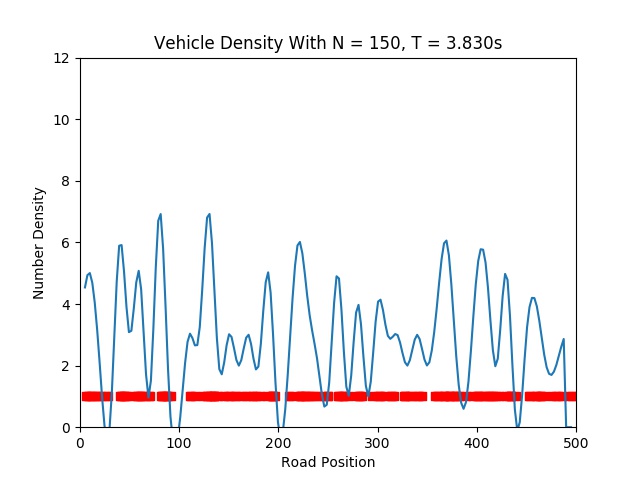 Vehicle Density With N = 150, T = 3.830s
12
10
8
6
4
2
0
Number Density
0 100 200 300 400 500
Road Position